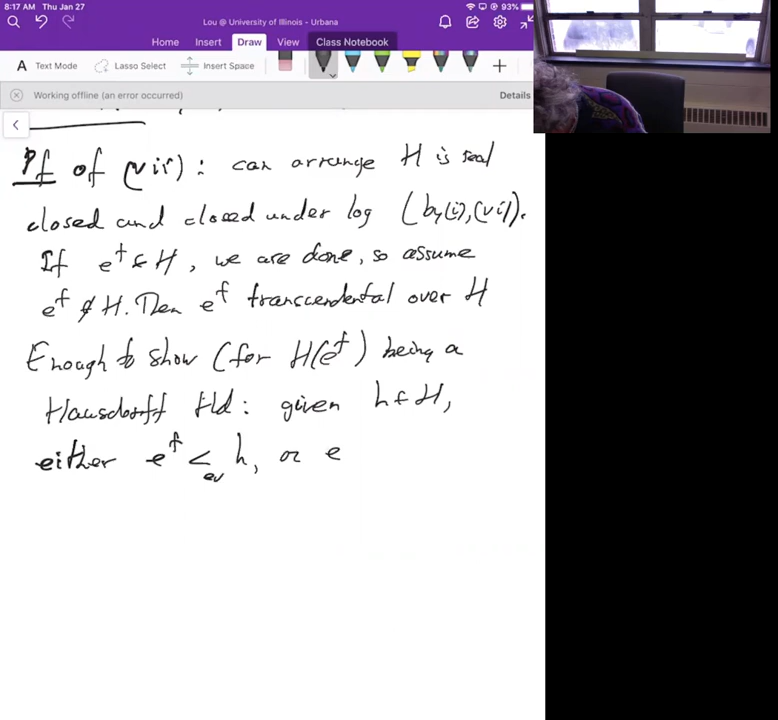 8:17 AM Thu Jan 27
93%
Lou @ University of Illinois - Urbana
Home Insert Draw View Class Notebook
A Text Mode Lasso Select Insert Space
Working offline (an error occurred) Details
Pf of (viii): can arrange H is real
closed and closed under log (by (i), (vii)).
If e^f ∈ H, we are done, so assume
e^f ∉ H. Then e^f transcendental over H
Enough to show (for H(e^f) being a
Hausdorff fld: given h ∈ H,
either e^f <_ev h, or e